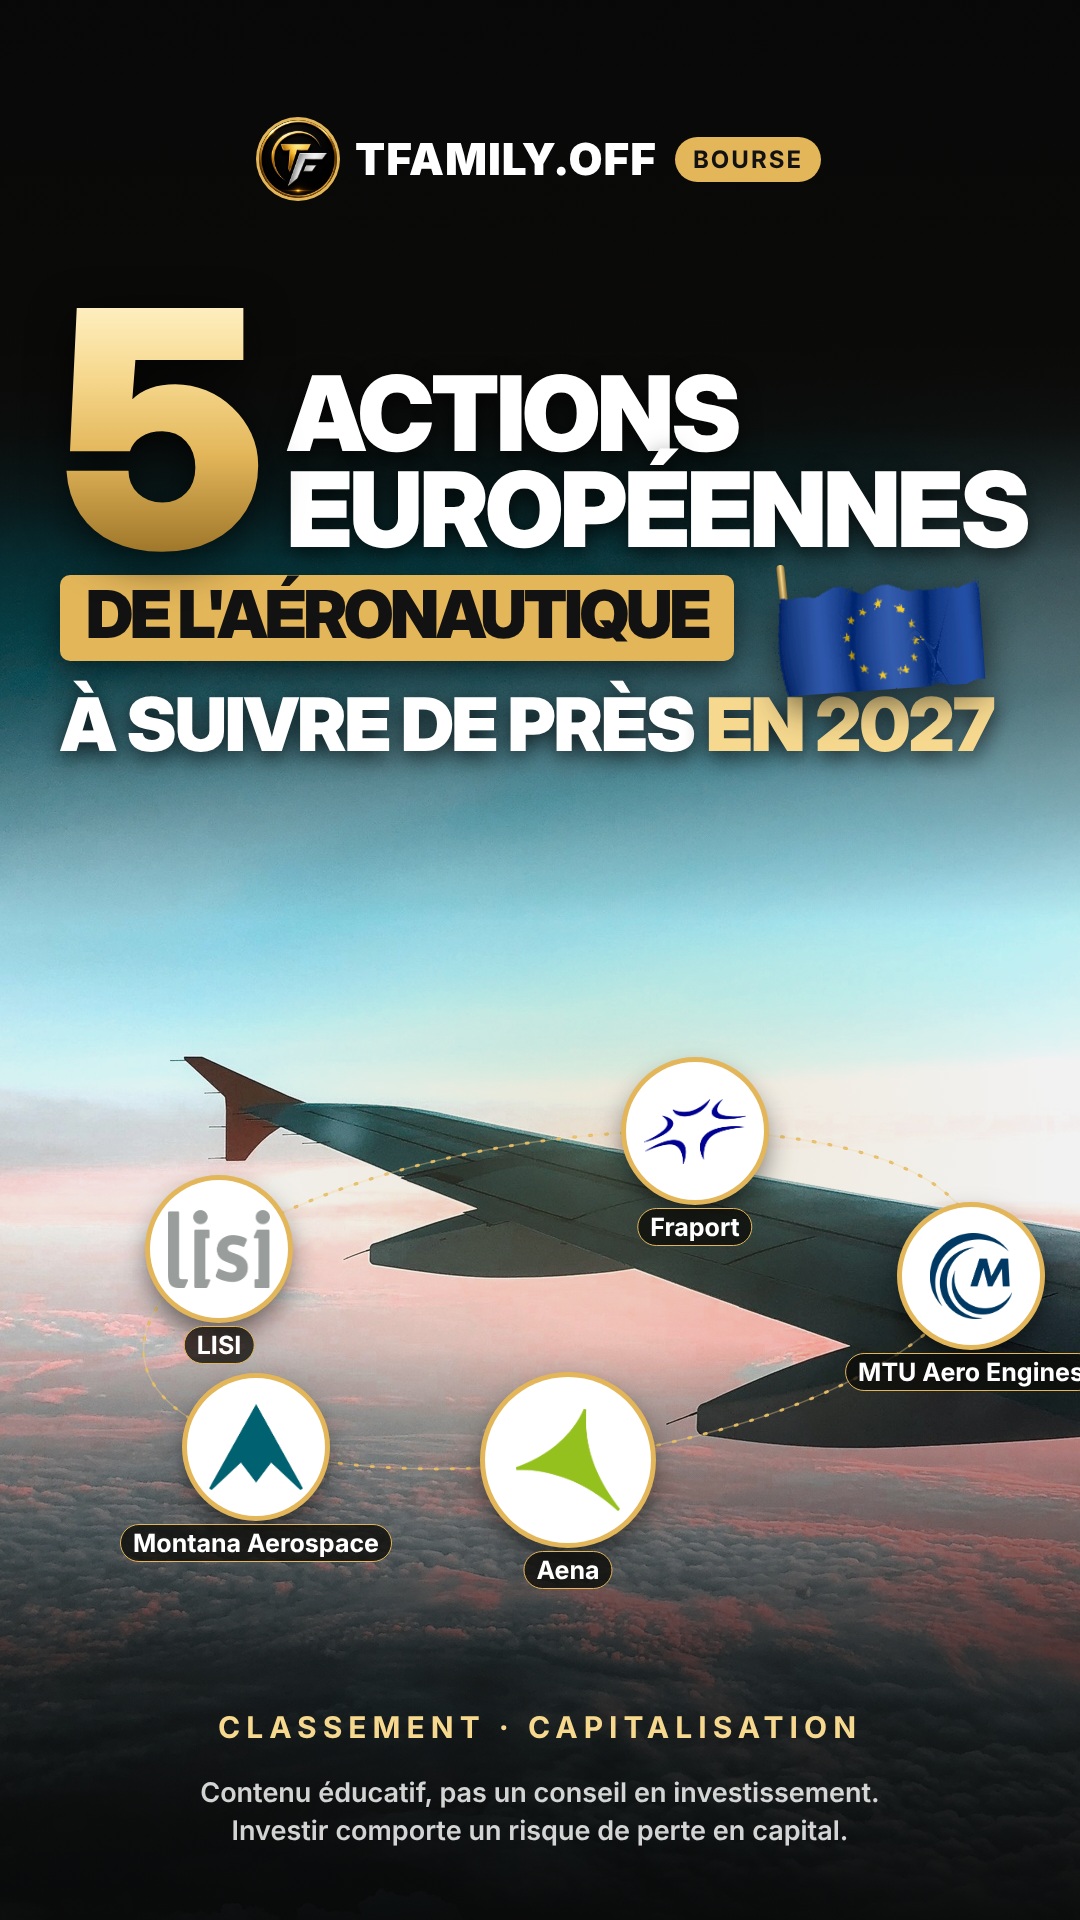 TF TFAMILY.OFF BOURSE
5 ACTIONS
EUROPÉENNES
DE L'AÉRONAUTIQUE
À SUIVRE DE PRÈS EN 2027
Fraport
lisi
LISI
M
MTU Aero Engines
Montana Aerospace
Aena
CLASSEMENT · CAPITALISATION
Contenu éducatif, pas un conseil en investissement.
Investir comporte un risque de perte en capital.